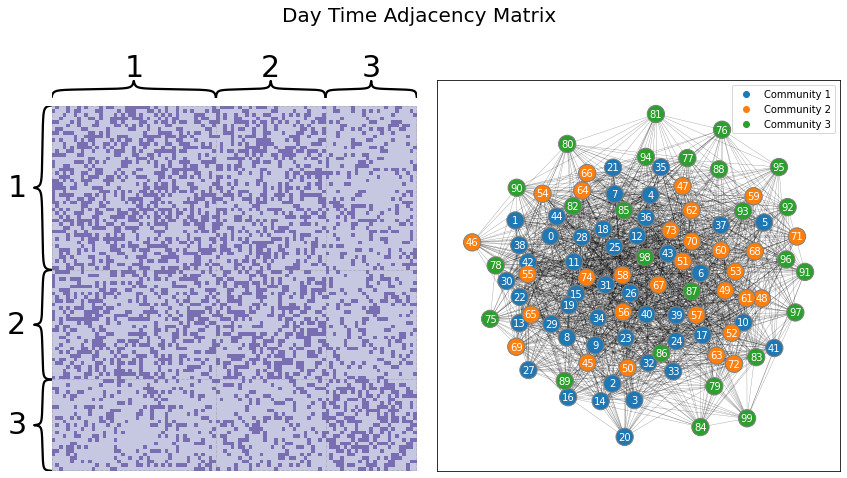 Day Time Adjacency Matrix
1 2 3
1
2
3
Community 1
Community 2
Community 3
81
76
80
94 77
21 35 88 95
66
90 54 64 7 4 47 59
82 85 62 93 92
1 44 36 37 5
0 28 18 12 73 71
46 38 25 43 70 60 68
78 42 11 98 51 96
30 55 74 58 6 53 91
22 15 31 26 67 87 49 61 48
75 13 65 19 56 40 39 57 10 97
29 34 17 52
69 8 9 23 24 41
45 86 63 83
27 50 32 33 72
89 2 79
16 14 3
99
20 84